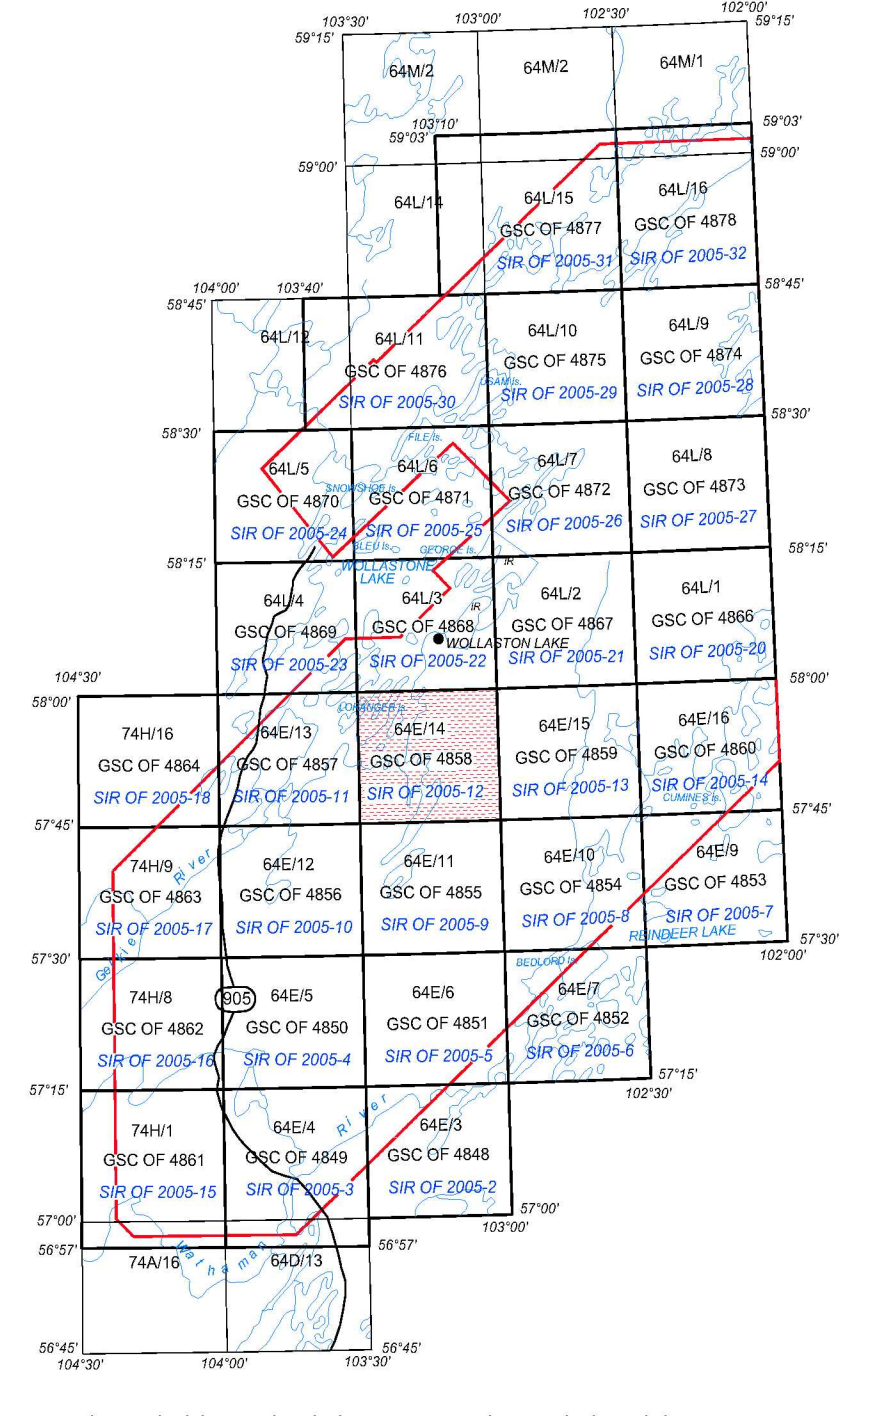 103°30' 103°00' 102°30' 102°00'
59°15' 59°15'
64M/2 64M/2 64M/1
103°10' 59°03'
59°03'
59°00' 59°00'
64L/14 64L/15 64L/16
GSC OF 4877 GSC OF 4878
SIR OF 2005-31 SIR OF 2005-32
104°00' 103°40' 58°45'
58°45'
64L/12 64L/11 64L/10 64L/9
GSC OF 4876 GSC OF 4875 GSC OF 4874
USAM Is.
SIR OF 2005-30 SIR OF 2005-29 SIR OF 2005-28
58°30' 58°30'
FILE Is.
64L/5 64L/6 64L/7 64L/8
SNOWSHOE Is.
GSC OF 4870 GSC OF 4871 GSC OF 4872 GSC OF 4873
SIR OF 2005-24 SIR OF 2005-25 SIR OF 2005-26 SIR OF 2005-27
BLEU Is. GEORGE Is.
58°15' 58°15'
WOLLASTONE IR
LAKE
64L/4 64L/3 64L/2 64L/1
IR
GSC OF 4869 GSC OF 4868 GSC OF 4867 GSC OF 4866
WOLLASTON LAKE
SIR OF 2005-23 SIR OF 2005-22 SIR OF 2005-21 SIR OF 2005-20
104°30'
58°00' 58°00'
LORANGER Is.
74H/16 64E/13 64E/14 64E/15 64E/16
GSC OF 4864 GSC OF 4857 GSC OF 4858 GSC OF 4859 GSC OF 4860
SIR OF 2005-18 SIR OF 2005-11 SIR OF 2005-12 SIR OF 2005-13 SIR OF 2005-14
CUMINES Is.
57°45' 57°45'
74H/9 64E/12 64E/11 64E/10 64E/9
River
GSC OF 4863 GSC OF 4856 GSC OF 4855 GSC OF 4854 GSC OF 4853
SIR OF 2005-17 SIR OF 2005-10 SIR OF 2005-9 SIR OF 2005-8 SIR OF 2005-7
REINDEER LAKE
Geikie
57°30' 57°30'
BEDLORD Is. 102°00'
74H/8 905 64E/5 64E/6 64E/7
GSC OF 4862 GSC OF 4850 GSC OF 4851 GSC OF 4852
SIR OF 2005-16 SIR OF 2005-4 SIR OF 2005-5 SIR OF 2005-6
57°15' 57°15'
102°30'
River
74H/1 64E/4 64E/3
GSC OF 4861 GSC OF 4849 GSC OF 4848
SIR OF 2005-15 SIR OF 2005-3 SIR OF 2005-2
57°00' 57°00'
103°00'
56°57' 56°57'
Wathaman
74A/16 64D/13
56°45' 56°45'
104°30' 104°00' 103°30'